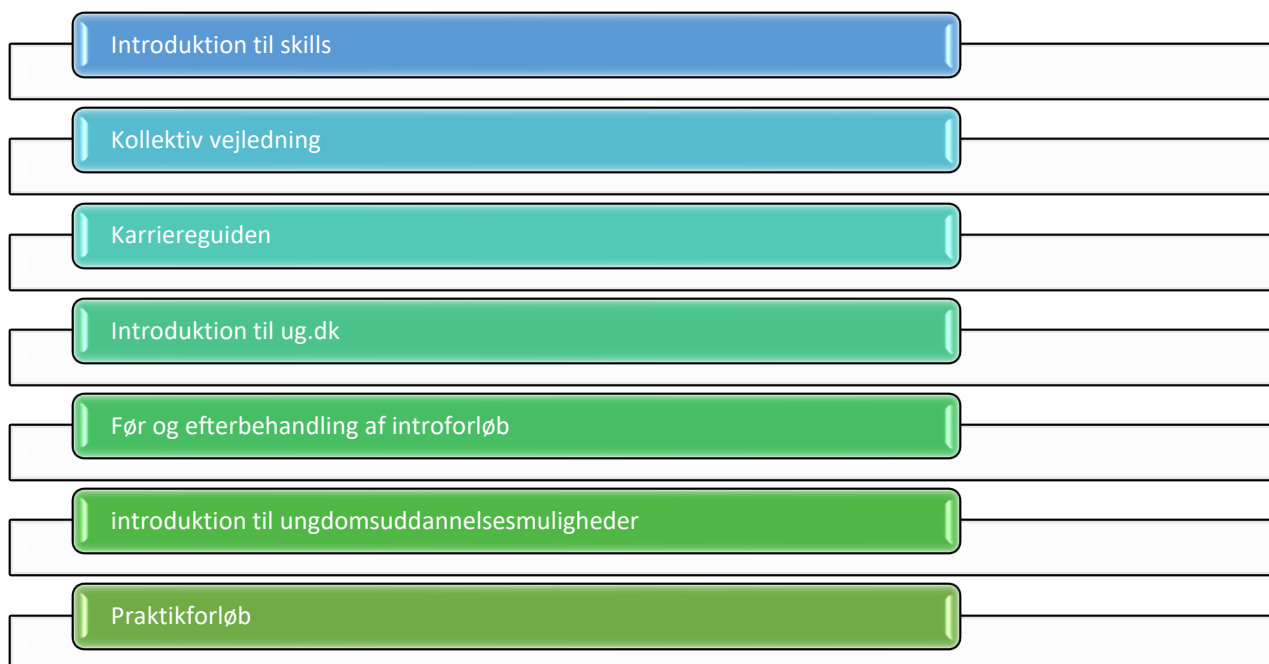 Introduktion til skills
Kollektiv vejledning
Karriereguiden
Introduktion til ug.dk
Før og efterbehandling af introforløb
introduktion til ungdomsuddannelsesmuligheder
Praktikforløb